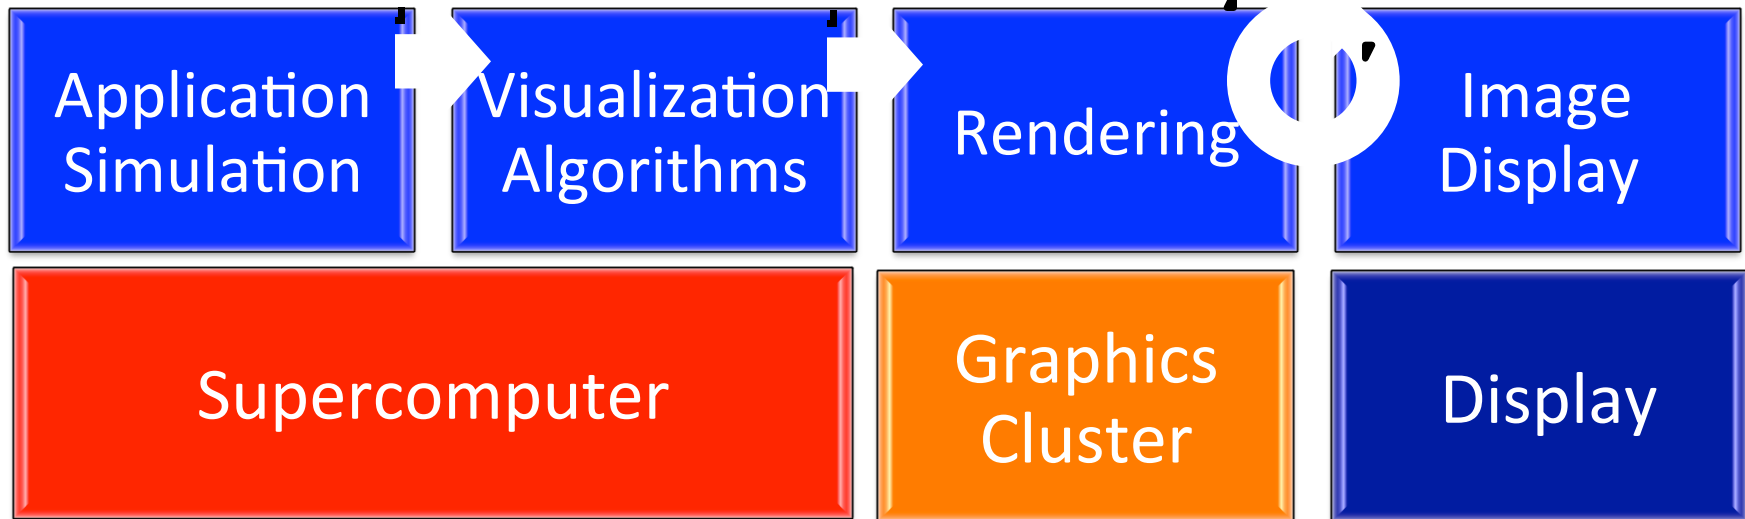 Application
Simulation
Visualization
Algorithms
Rendering
Image
Display
Supercomputer
Graphics
Cluster
Display